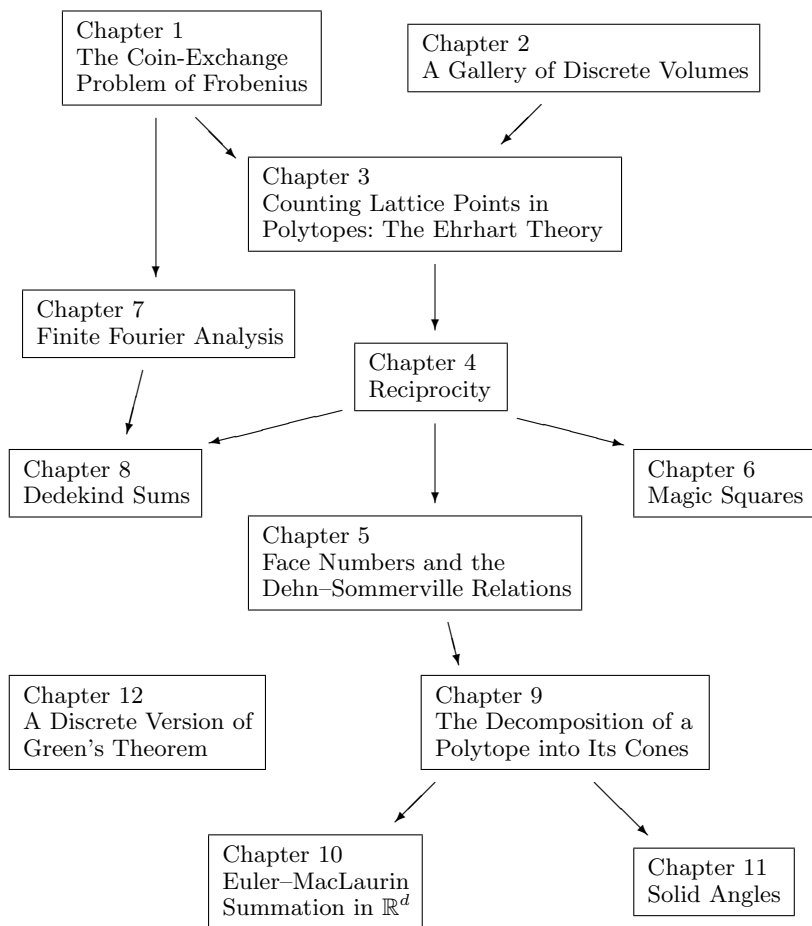 Chapter 1
The Coin-Exchange
Problem of Frobenius
Chapter 2
A Gallery of Discrete Volumes
Chapter 3
Counting Lattice Points in
Polytopes: The Ehrhart Theory
Chapter 7
Finite Fourier Analysis
Chapter 4
Reciprocity
Chapter 8
Dedekind Sums
Chapter 6
Magic Squares
Chapter 5
Face Numbers and the
Dehn–Sommerville Relations
Chapter 12
A Discrete Version of
Green's Theorem
Chapter 9
The Decomposition of a
Polytope into Its Cones
Chapter 10
Euler–MacLaurin
Summation in ℝᵈ
Chapter 11
Solid Angles